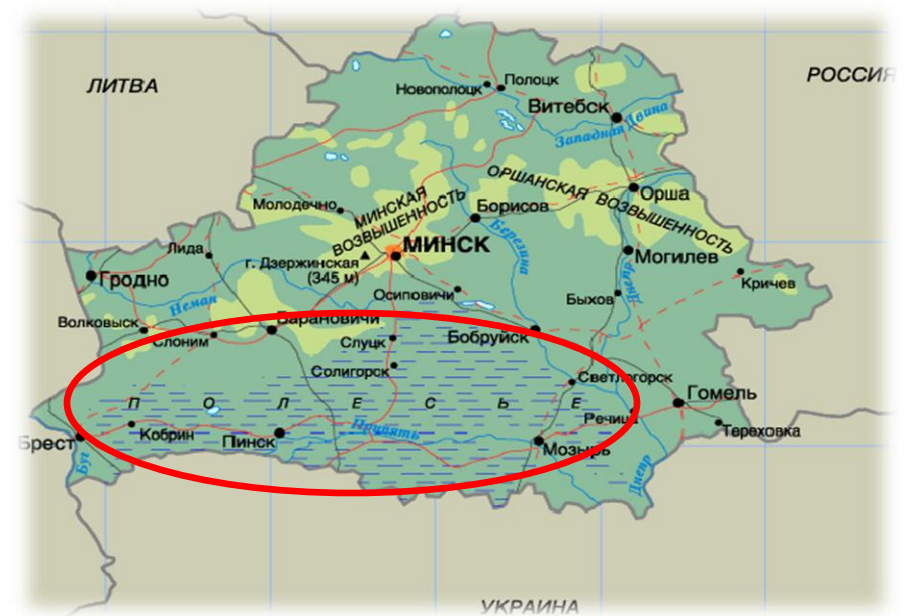 ЛИТВА
РОССИЯ
Новополоцк
Полоцк
Витебск
Западная Двина
ОРШАНСКАЯ ВОЗВЫШЕННОСТЬ
Орша
Молодечно
МИНСКАЯ
ВОЗВЫШЕННОСТЬ
Борисов
Березина
Лида
г. Дзержинская
(345 м)
МИНСК
Могилев
Днепр
Гродно
Неман
Осиповичи
Быхов
Кричев
Волковыск
Слоним
Барановичи
Слуцк
Бобруйск
Солигорск
Светлогорск
ПОЛЕСЬЕ
Гомель
Речица
Тереховка
Брест
Кобрин
Пинск
Припять
Мозырь
Буг
Днепр
УКРАИНА